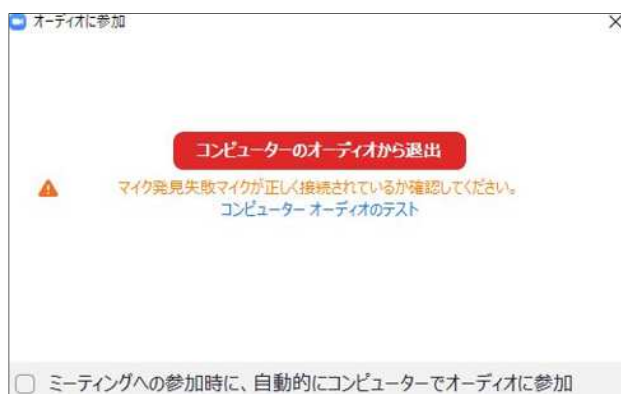 オーディオに参加
コンピューターのオーディオから退出
マイク発見失敗マイクが正しく接続されているか確認してください。
コンピューター オーディオのテスト
ミーティングへの参加時に、自動的にコンピューターでオーディオに参加